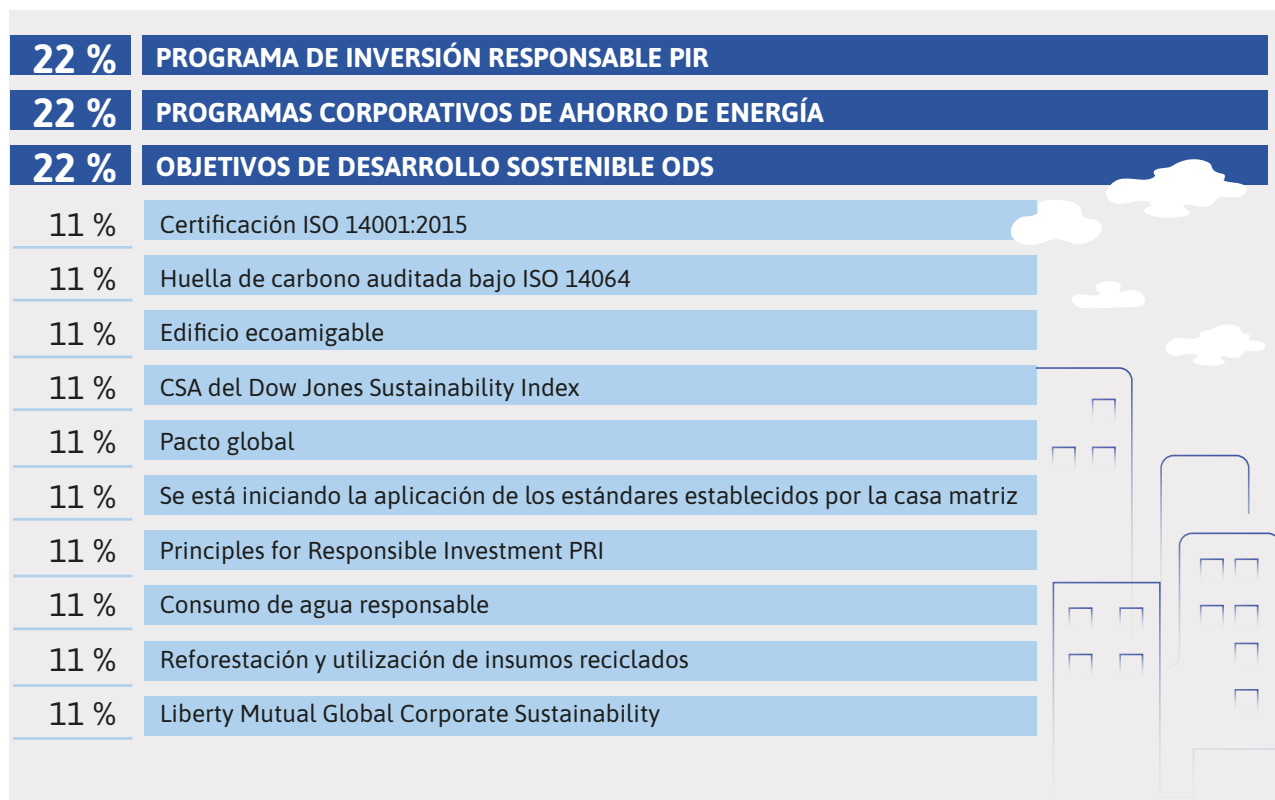 22 % PROGRAMA DE INVERSIÓN RESPONSABLE PIR
22 % PROGRAMAS CORPORATIVOS DE AHORRO DE ENERGÍA
22 % OBJETIVOS DE DESARROLLO SOSTENIBLE ODS
11 % Certificación ISO 14001:2015
11 % Huella de carbono auditada bajo ISO 14064
11 % Edificio ecoamigable
11 % CSA del Dow Jones Sustainability Index
11 % Pacto global
11 % Se está iniciando la aplicación de los estándares establecidos por la casa matriz
11 % Principles for Responsible Investment PRI
11 % Consumo de agua responsable
11 % Reforestación y utilización de insumos reciclados
11 % Liberty Mutual Global Corporate Sustainability